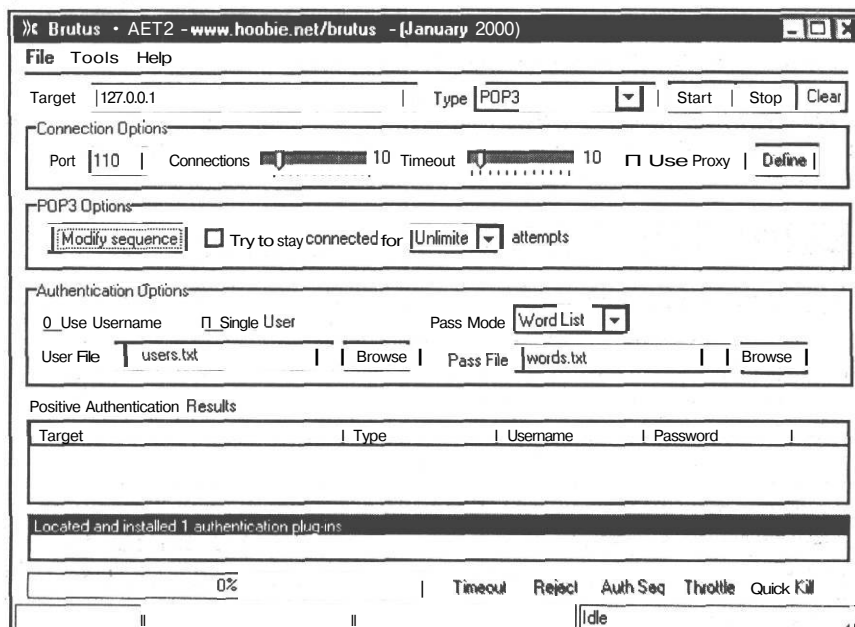 Brutus • AET2 - www.hoobie.net/brutus - (January 2000)
File Tools Help
Target 127.0.0.1 Type POP3 Start Stop Clear
Connection Options
Port 110 Connections 10 Timeout 10 Use Proxy Define
POP3 Options
Modify sequence Try to stay connected for Unlimite attempts
Authentication Options
Use Username Single User Pass Mode Word List
User File users.txt Browse Pass File words.txt Browse
Positive Authentication Results
Target Type Username Password
Located and installed 1 authentication plug-ins
0% Timeout Reject Auth Seq Throttle Quick Kill
Idle